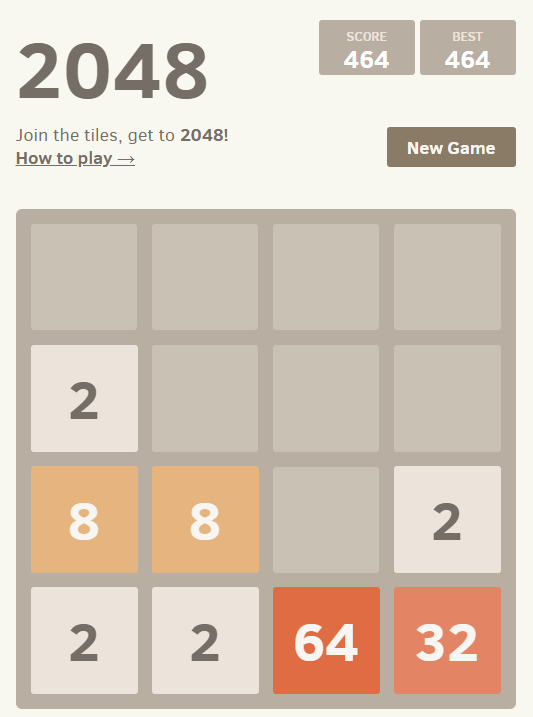 2048
SCORE
464
BEST
464
Join the tiles, get to 2048!
How to play →
New Game
2
8 8 2
2 2 64 32